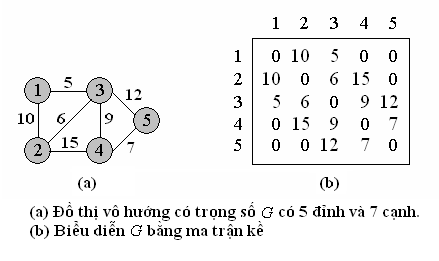 1 2 3 4 5
1 0 10 5 0 0
2 10 0 6 15 0
3 5 6 0 9 12
4 0 15 9 0 7
5 0 0 12 7 0
1 5 3 12
10 6 9 5
2 15 4 7
(a) (b)
(a) Đồ thị vô hướng có trọng số G có 5 đỉnh và 7 cạnh.
(b) Biểu diễn G bằng ma trận kề